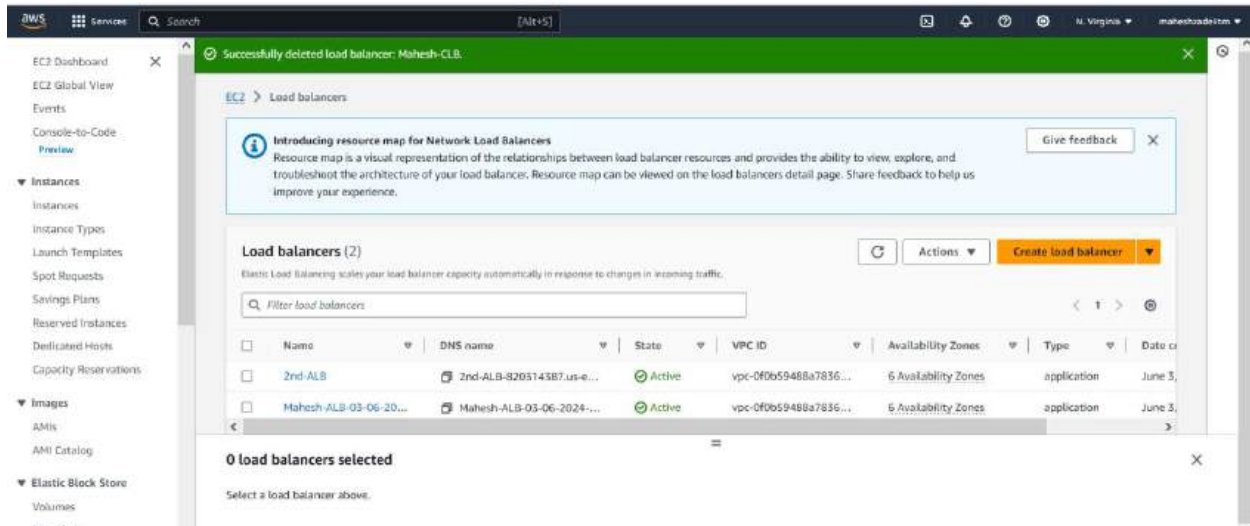 aws Services Search [Alt+S] N. Virginia maheshzadeitm
EC2 Dashboard
EC2 Global View
Events
Console-to-Code
Preview
Instances
Instances
Instance Types
Launch Templates
Spot Requests
Savings Plans
Reserved Instances
Dedicated Hosts
Capacity Reservations
Images
AMIs
AMI Catalog
Elastic Block Store
Volumes
Successfully deleted load balancer: Mahesh-CLB.
EC2 > Load balancers
Introducing resource map for Network Load Balancers
Resource map is a visual representation of the relationships between load balancer resources and provides the ability to view, explore, and
troubleshoot the architecture of your load balancer. Resource map can be viewed on the load balancers detail page. Share feedback to help us
improve your experience.
Give feedback
Load balancers (2)
Actions
Create load balancer
Elastic Load Balancing scales your load balancer capacity automatically in response to changes in incoming traffic.
Filter load balancers
1
Name DNS name State VPC ID Availability Zones Type Date cr
2nd-ALB 2nd-ALB-820314387.us-e... Active vpc-0f0b59488a7836... 6 Availability Zones application June 3,
Mahesh-ALB-03-06-20... Mahesh-ALB-03-06-2024-... Active vpc-0f0b59488a7836... 6 Availability Zones application June 3,
0 load balancers selected
Select a load balancer above.